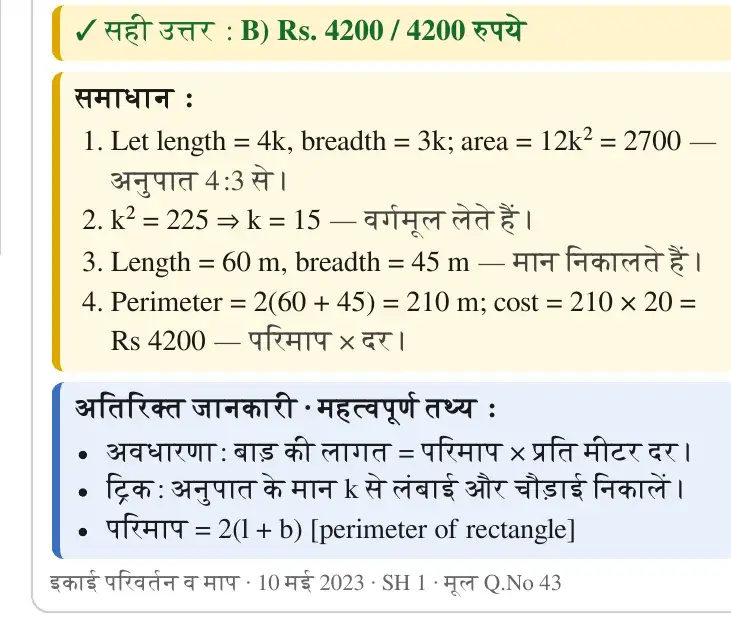 ✓ सही उत्तर : B) Rs. 4200 / 4200 रुपये
समाधान :
1. Let length = 4k, breadth = 3k; area = 12k² = 2700 —
अनुपात 4:3 से।
2. k² = 225 ⇒ k = 15 — वर्गमूल लेते हैं।
3. Length = 60 m, breadth = 45 m — मान निकालते हैं।
4. Perimeter = 2(60 + 45) = 210 m; cost = 210 × 20 =
Rs 4200 — परिमाप × दर।
अतिरिक्त जानकारी · महत्वपूर्ण तथ्य :
• अवधारणा : बाड़ की लागत = परिमाप × प्रति मीटर दर।
• ट्रिक : अनुपात के मान k से लंबाई और चौड़ाई निकालें।
• परिमाप = 2(l + b) [perimeter of rectangle]
इकाई परिवर्तन व माप · 10 मई 2023 · SH 1 · मूल Q.No 43